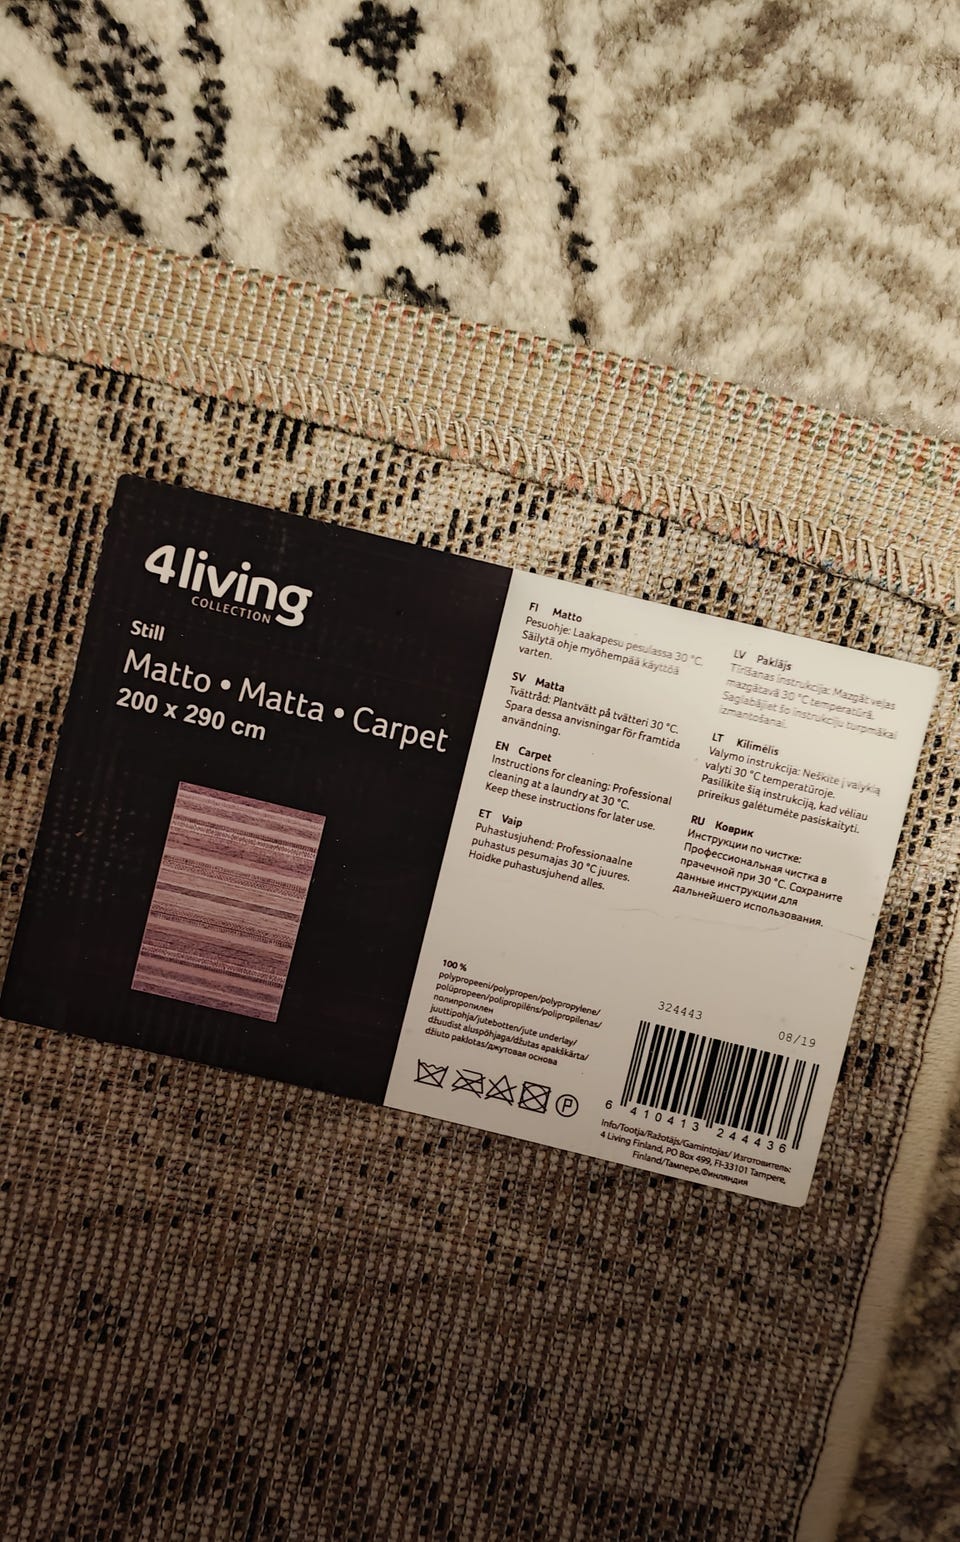 4living
COLLECTION
Still
Matto • Matta • Carpet
200 x 290 cm
FI Matto
Pesuohje: Laakapesu pesulassa 30 °C.
Säilytä ohje myöhempää käyttöä
varten.
SV Matta
Tvättråd: Plantvätt på tvätteri 30 °C.
Spara dessa anvisningar för framtida
användning.
EN Carpet
Instructions for cleaning: Professional
cleaning at a laundry at 30 °C.
Keep these instructions for later use.
ET Vaip
Puhastusjuhend: Professionaalne
puhastus pesumajas 30 °C juures.
Hoidke puhastusjuhend alles.
LV Paklājs
Tīrīšanas instrukcija: Mazgāt veļas
mazgātavā 30 °C temperatūrā.
Saglabājiet šo instrukciju turpmākai
izmantošanai.
LT Kilimėlis
Valymo instrukcija: Neškite į valyklą
valyti 30 °C temperatūroje.
Pasilikite šią instrukciją, kad vėliau
prireikus galėtumėte pasiskaityti.
RU Коврик
Инструкции по чистке:
Профессиональная чистка в
прачечной при 30 °C. Сохраните
данные инструкции для
дальнейшего использования.
100 %
polypropeeni/polypropen/polypropylene/
polüpropeen/polipropilēns/polipropilenas/
полипропилен
juuttipohja/jutebotten/jute underlay/
džuudist aluspõhjaga/džutas apakškārta/
džiuto paklotas/джутовая основа
P
324443
08/19
6 410413 244436
Info/Tootja/Ražotājs/Gamintojas/ Изготовитель:
4 Living Finland, PO Box 499, FI-33101 Tampere,
Finland/Тампере,Финляндия